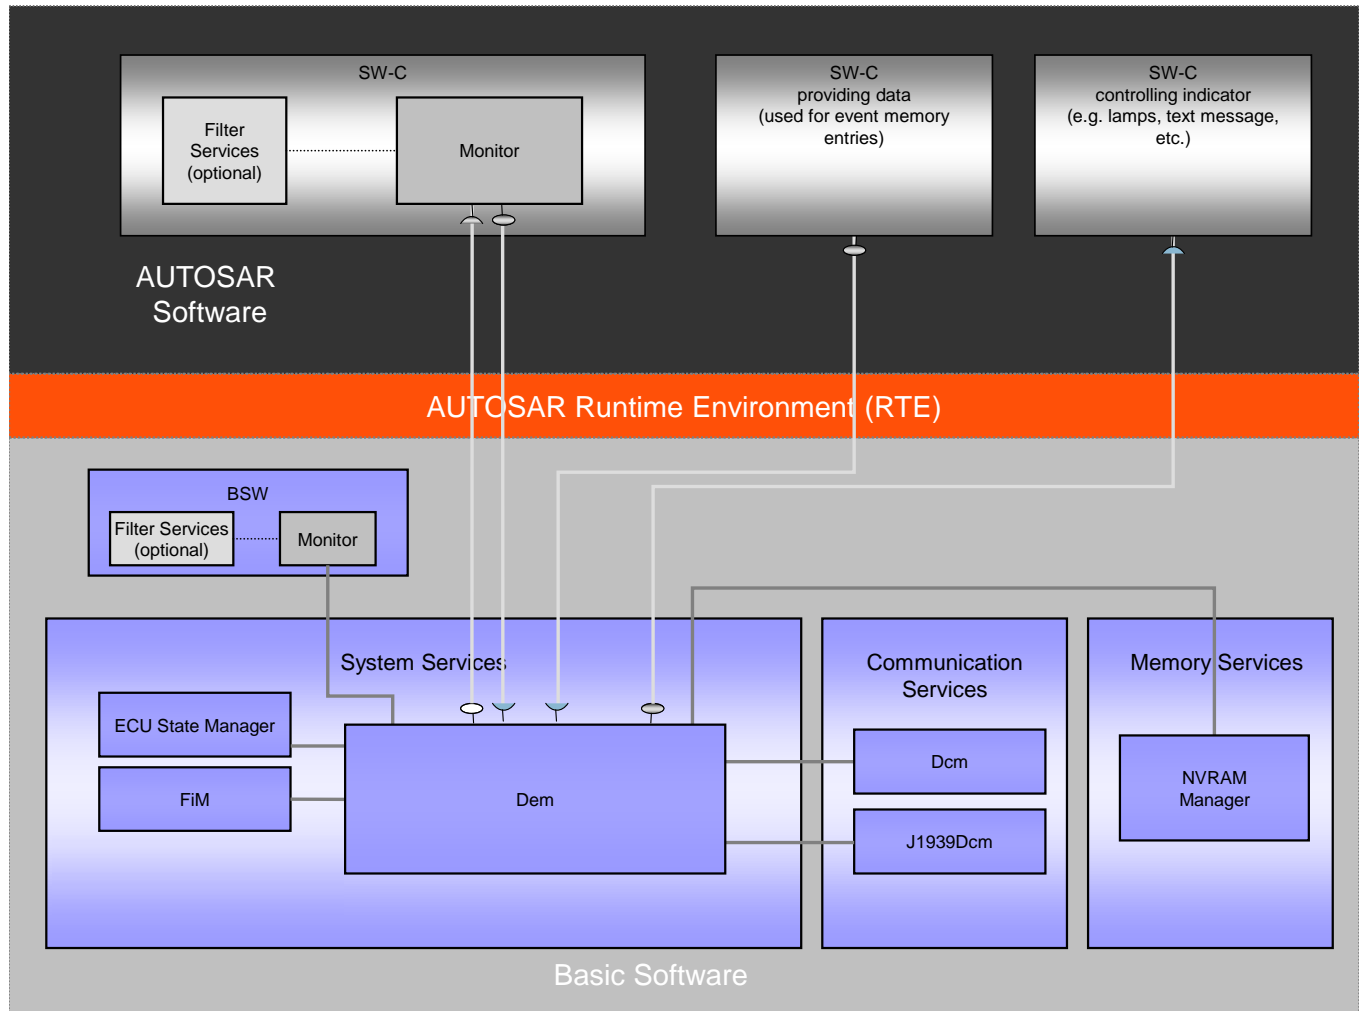 SW-C
Filter
Services
(optional)
Monitor
SW-C
providing data
(used for event memory
entries)
SW-C
controlling indicator
(e.g. lamps, text message,
etc.)
AUTOSAR
Software
AUTOSAR Runtime Environment (RTE)
BSW
Filter Services
(optional)
Monitor
System Services
ECU State Manager
FiM
Dem
Communication
Services
Dcm
J1939Dcm
Memory Services
NVRAM
Manager
Basic Software